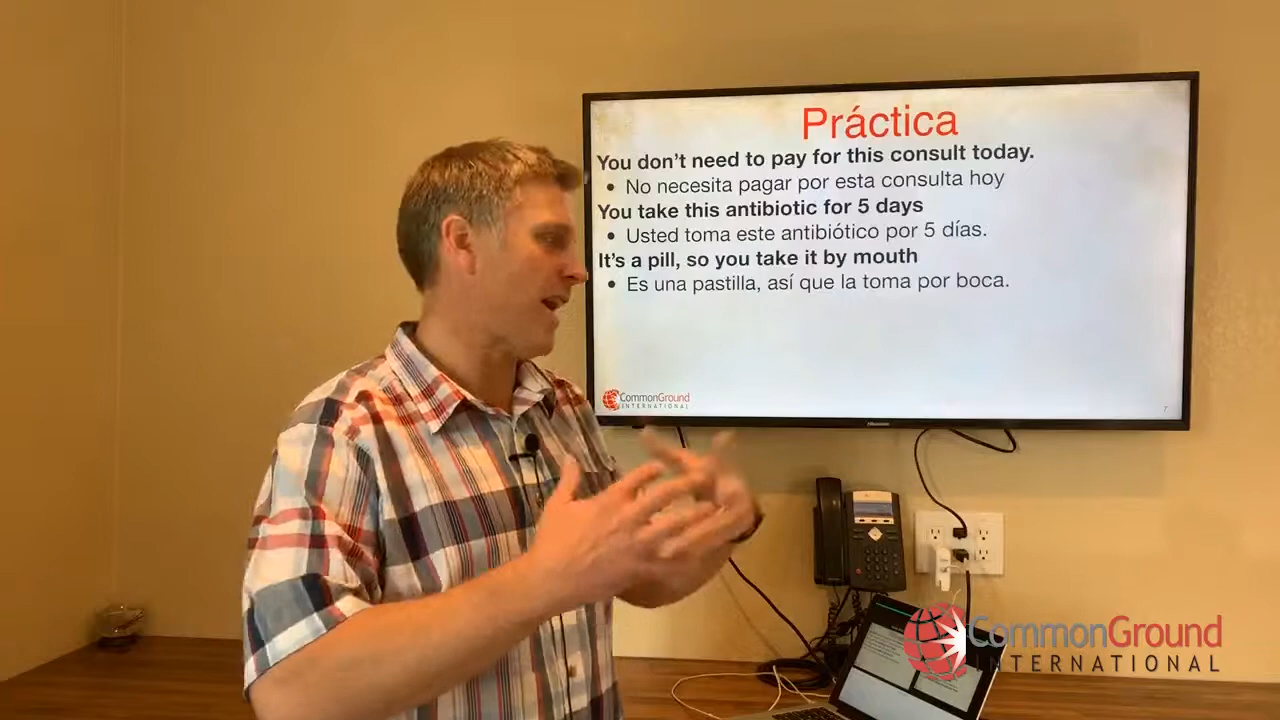 Práctica
You don't need to pay for this consult today.
• No necesita pagar por esta consulta hoy
You take this antibiotic for 5 days
• Usted toma este antibiótico por 5 días.
It's a pill, so you take it by mouth
• Es una pastilla, así que la toma por boca.
CommonGround
INTERNATIONAL
7
Hisense
CommonGround
INTERNATIONAL